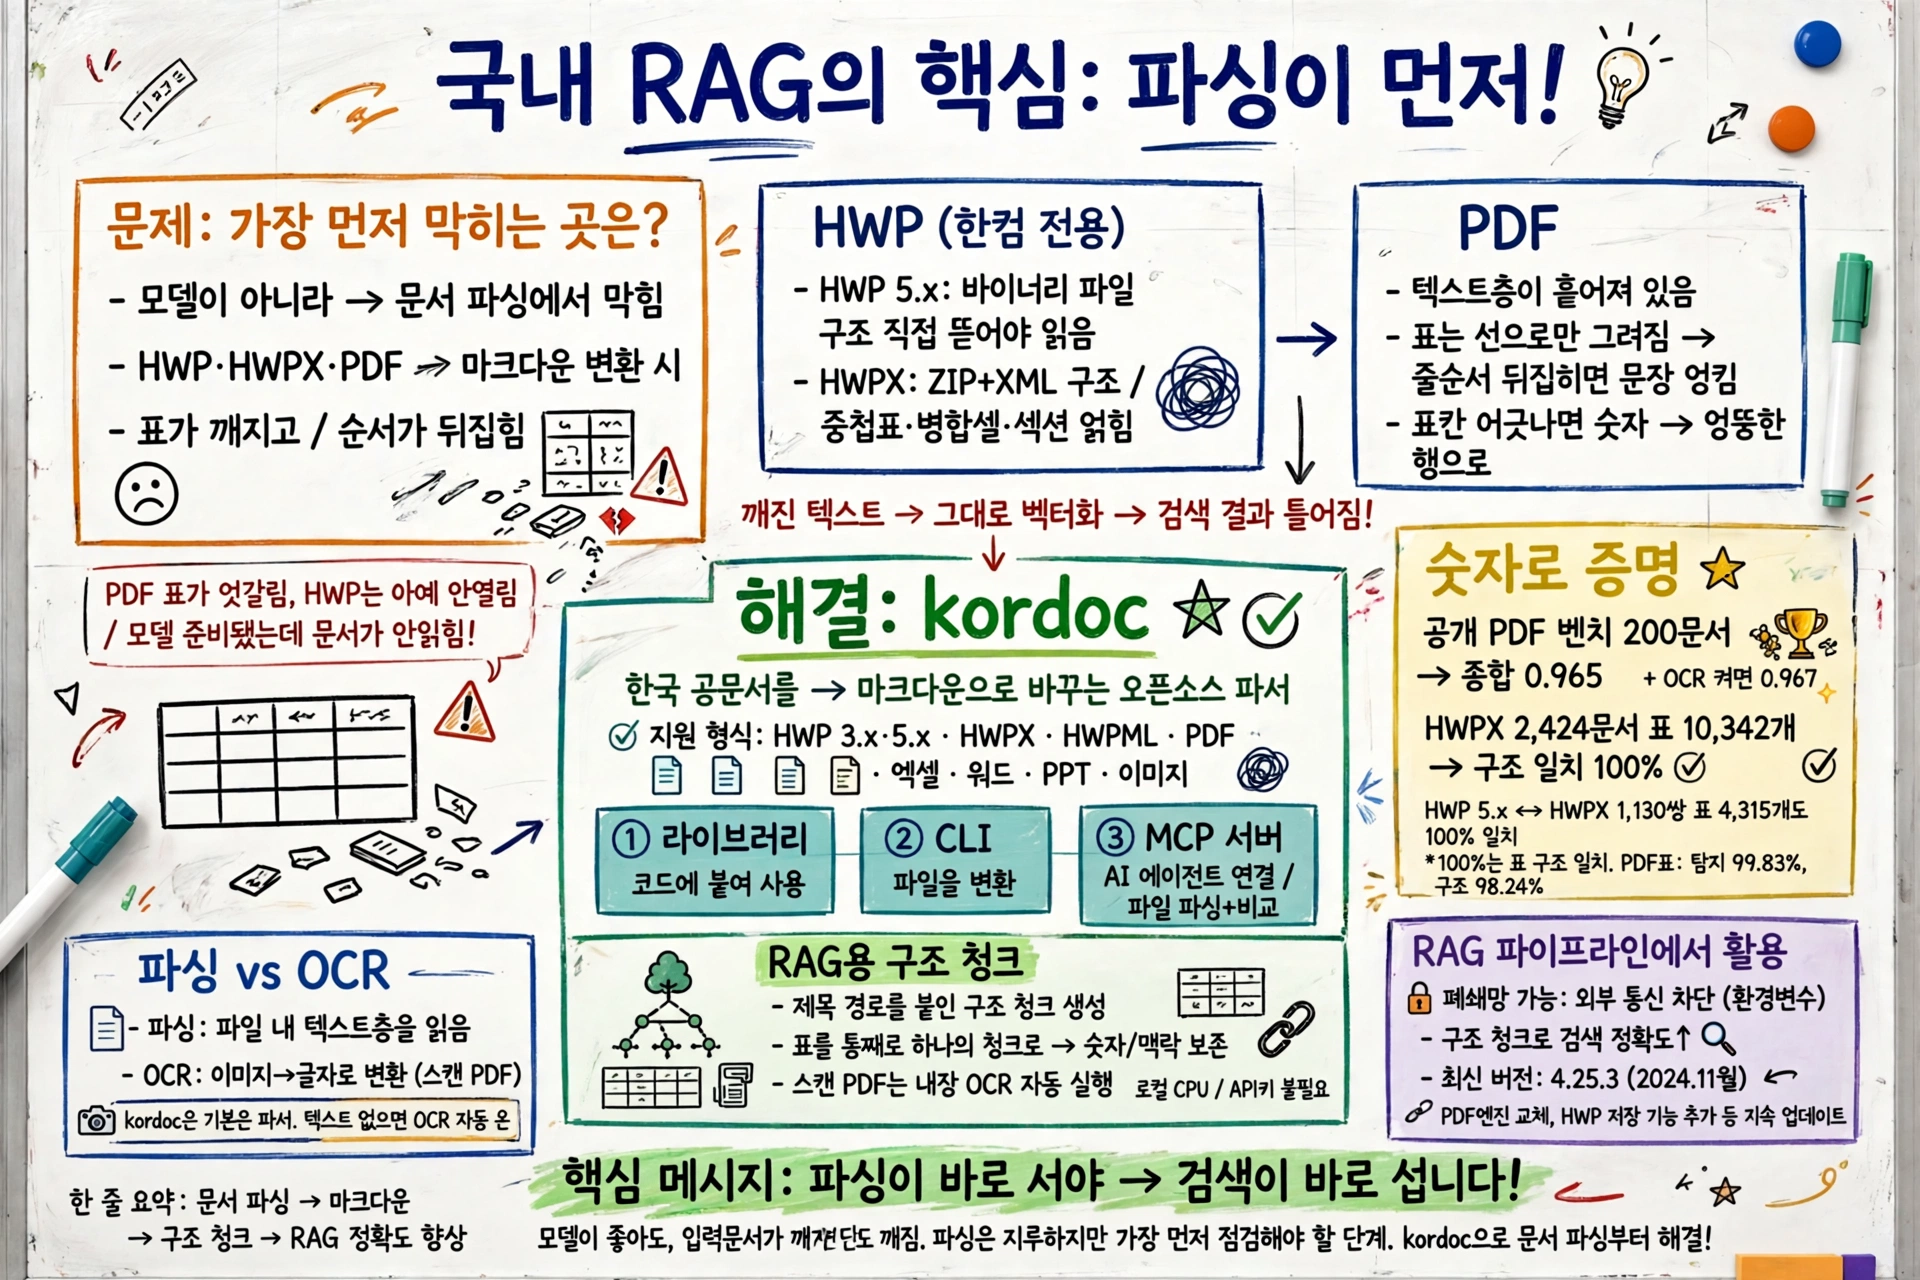 국내 RAG의 핵심: 파싱이 먼저!
문제: 가장 먼저 막히는 곳은?
- 모델이 아니라 → 문서 파싱에서 막힘
- HWP·HWPX·PDF → 마크다운 변환 시
- 표가 깨지고 / 순서가 뒤집힘
HWP (한컴 전용)
- HWP 5.x: 바이너리 파일
구조 직접 뜯어야 읽음
- HWPX: ZIP+XML 구조 /
중첩표·병합셀·섹션 얽힘
PDF
- 텍스트층이 흩어져 있음
- 표는 선으로만 그려짐 →
줄순서 뒤집히면 문장 엉킴
- 표칸 어긋나면 숫자 → 엉뚱한
행으로
깨진 텍스트 → 그대로 벡터화 → 검색 결과 틀어짐!
PDF 표가 엇갈림, HWP는 아예 안열림
/ 모델 준비됐는데 문서가 안읽힘!
해결: kordoc
한국 공문서를 → 마크다운으로 바꾸는 오픈소스 파서
지원 형식: HWP 3.x·5.x · HWPX · HWPML · PDF
· 엑셀 · 워드 · PPT · 이미지
① 라이브러리
코드에 붙여 사용
② CLI
파일을 변환
③ MCP 서버
AI 에이전트 연결 /
파일 파싱+비교
RAG용 구조 청크
- 제목 경로를 붙인 구조 청크 생성
- 표를 통째로 하나의 청크로 → 숫자/맥락 보존
- 스캔 PDF는 내장 OCR 자동 실행 로컬 CPU / API키 불필요
숫자로 증명
공개 PDF 벤치 200문서
→ 종합 0.965 + OCR 켜면 0.967
HWPX 2,424문서 표 10,342개
→ 구조 일치 100%
HWP 5.x ↔ HWPX 1,130쌍 표 4,315개도
100% 일치
*100%는 표 구조 일치. PDF표: 탐지 99.83%,
구조 98.24%
파싱 vs OCR
- 파싱: 파일 내 텍스트층을 읽음
- OCR: 이미지→글자로 변환 (스캔 PDF)
kordoc은 기본은 파서. 텍스트 없으면 OCR 자동 온
RAG 파이프라인에서 활용
폐쇄망 가능: 외부 통신 차단 (환경변수)
- 구조 청크로 검색 정확도↑
- 최신 버전: 4.25.3 (2024.11월)
PDF엔진 교체, HWP 저장 기능 추가 등 지속 업데이트
한 줄 요약: 문서 파싱 → 마크다운
→ 구조 청크 → RAG 정확도 향상
핵심 메시지: 파싱이 바로 서야 → 검색이 바로 섭니다!
모델이 좋아도, 입력문서가 깨짐. 파싱은 지루하지만 가장 먼저 점검해야 할 단계. kordoc으로 문서 파싱부터 해결!